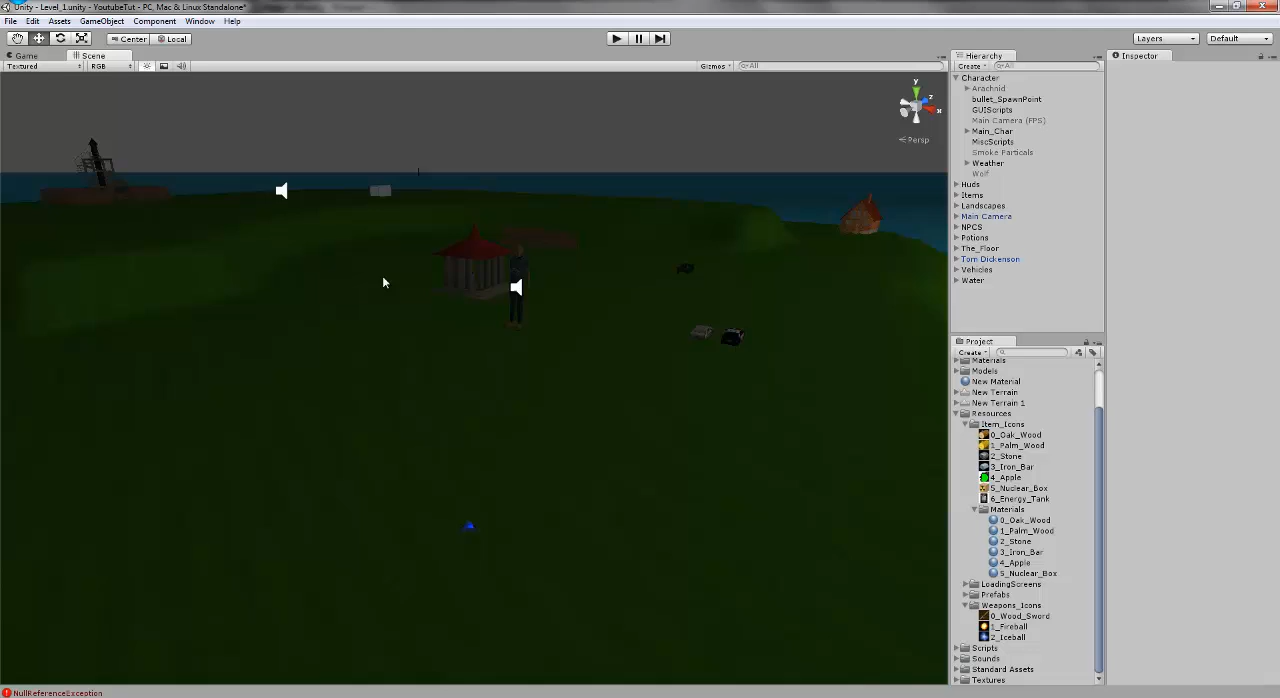 Unity - Level_1.unity - YoutubeTut - PC, Mac & Linux Standalone*
File Edit Assets GameObject Component Window Help
Center Local Layers Default
Game Scene
Textured RGB Gizmos All
y
z
x
Persp
Hierarchy
Create All
Character
Arachnid
bullet_SpawnPoint
GUIScripts
Main Camera (FPS)
Main_Char
MiscScripts
Smoke Particals
Weather
Wolf
Huds
Items
Landscapes
Main Camera
NPCS
Potions
The_Floor
Tom Dickenson
Vehicles
Water
Project
Create
Materials
Models
New Material
New Terrain
New Terrain 1
Resources
Item_Icons
0_Oak_Wood
1_Palm_Wood
2_Stone
3_Iron_Bar
4_Apple
5_Nuclear_Box
6_Energy_Tank
Materials
0_Oak_Wood
1_Palm_Wood
2_Stone
3_Iron_Bar
4_Apple
5_Nuclear_Box
LoadingScreens
Prefabs
Weapons_Icons
0_Wood_Sword
1_Fireball
2_Iceball
Scripts
Sounds
Standard Assets
Textures
Inspector
NullReferenceException